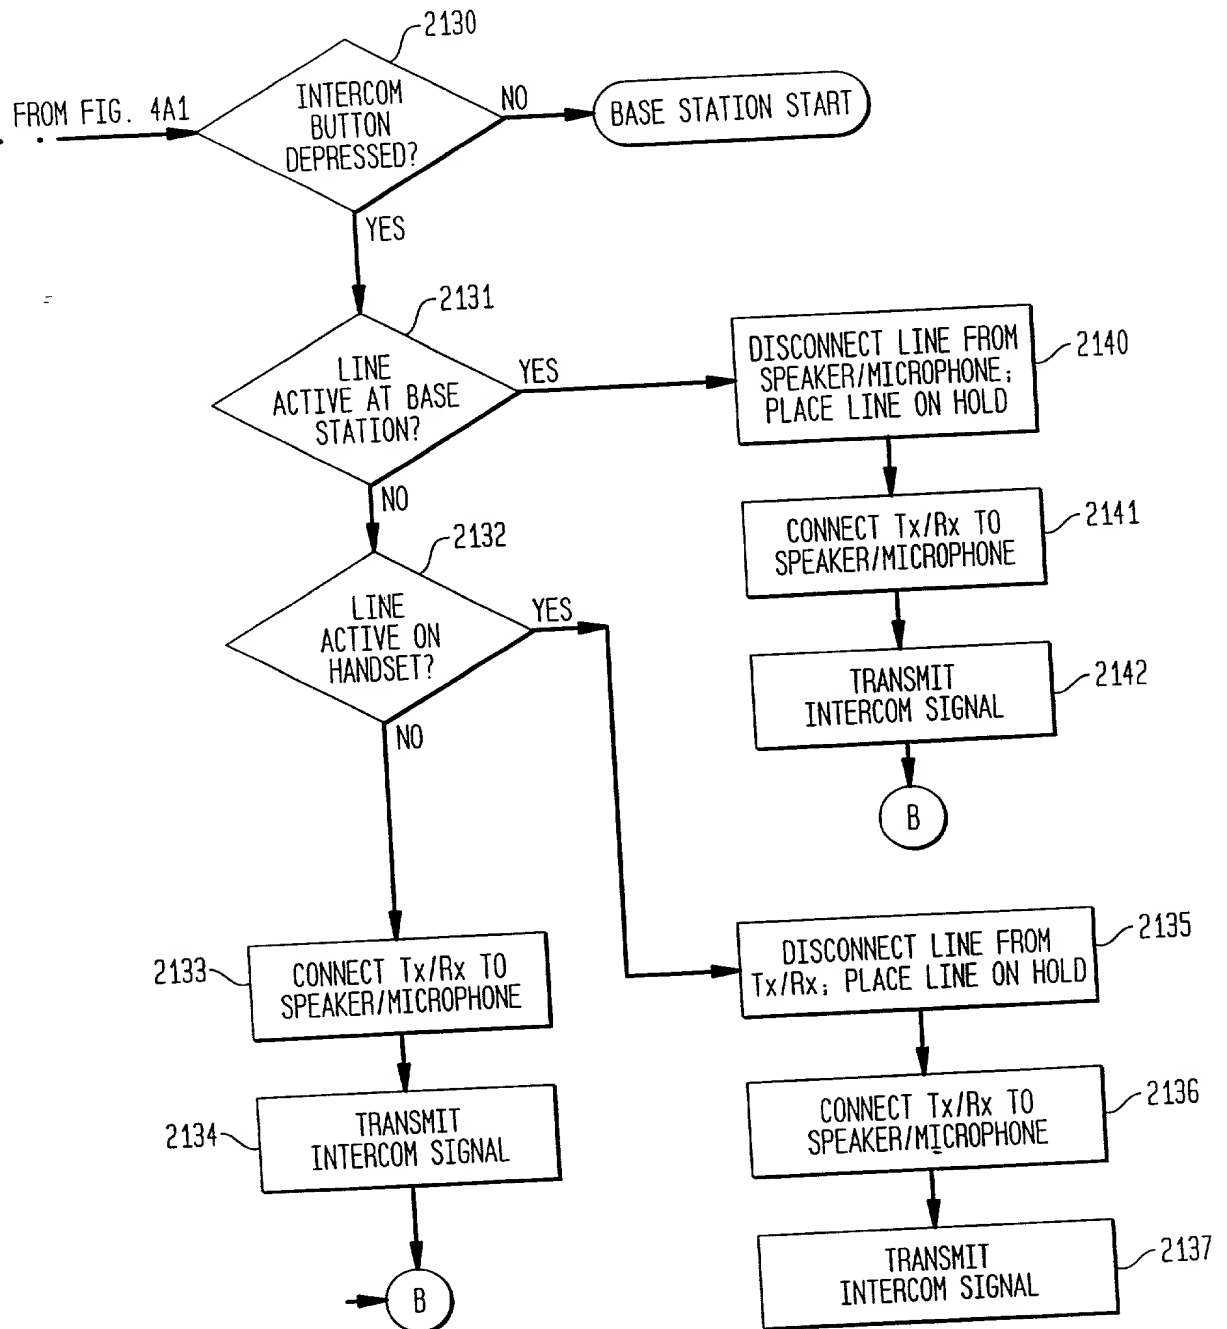 2130
FROM FIG. 4A1
INTERCOM
BUTTON
DEPRESSED?
NO
BASE STATION START
YES
2131
LINE
ACTIVE AT BASE
STATION?
YES
DISCONNECT LINE FROM
SPEAKER/MICROPHONE;
PLACE LINE ON HOLD
2140
NO
2132
CONNECT Tx/Rx TO
SPEAKER/MICROPHONE
2141
LINE
ACTIVE ON
HANDSET?
YES
TRANSMIT
INTERCOM SIGNAL
2142
NO
B
2133
CONNECT Tx/Rx TO
SPEAKER/MICROPHONE
DISCONNECT LINE FROM
Tx/Rx; PLACE LINE ON HOLD
2135
2134
TRANSMIT
INTERCOM SIGNAL
CONNECT Tx/Rx TO
SPEAKER/MICROPHONE
2136
B
TRANSMIT
INTERCOM SIGNAL
2137